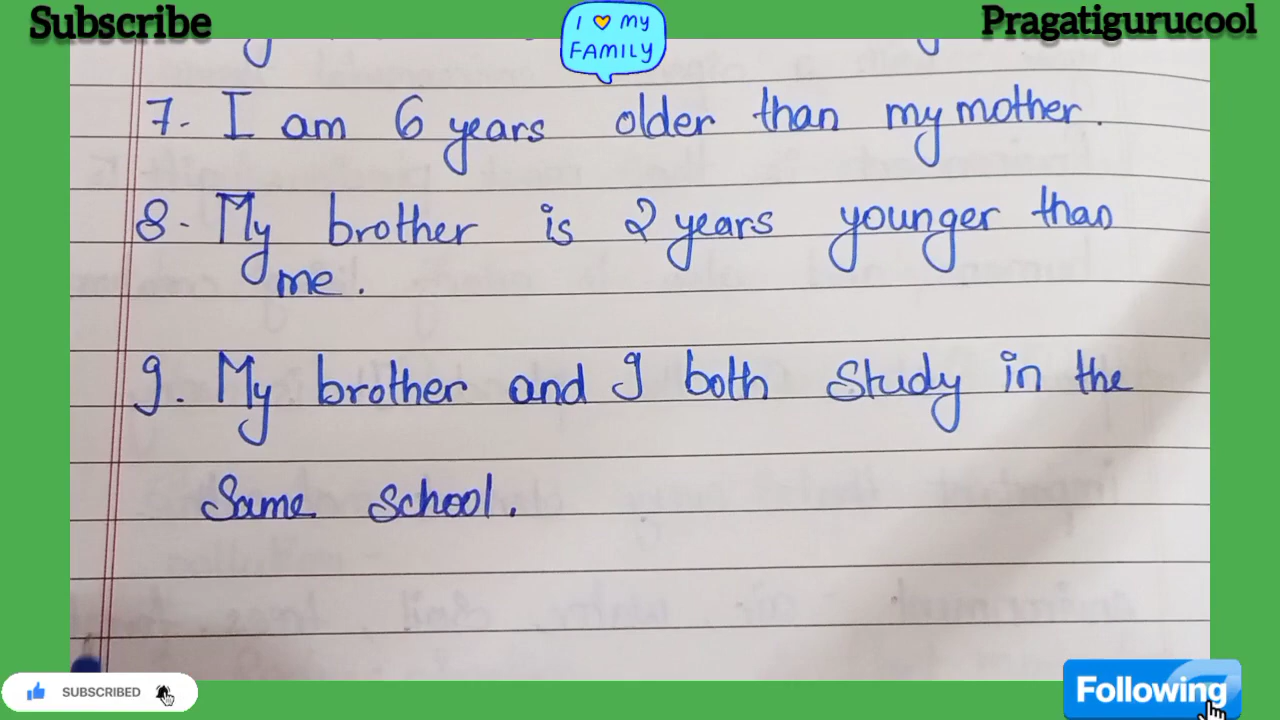 Subscribe
I my
FAMILY
Pragatigurucool
7. I am 6 years older than my mother.
8. My brother is 2 years younger than
me.
9. My brother and I both study in the
Same school.
SUBSCRIBED
Following